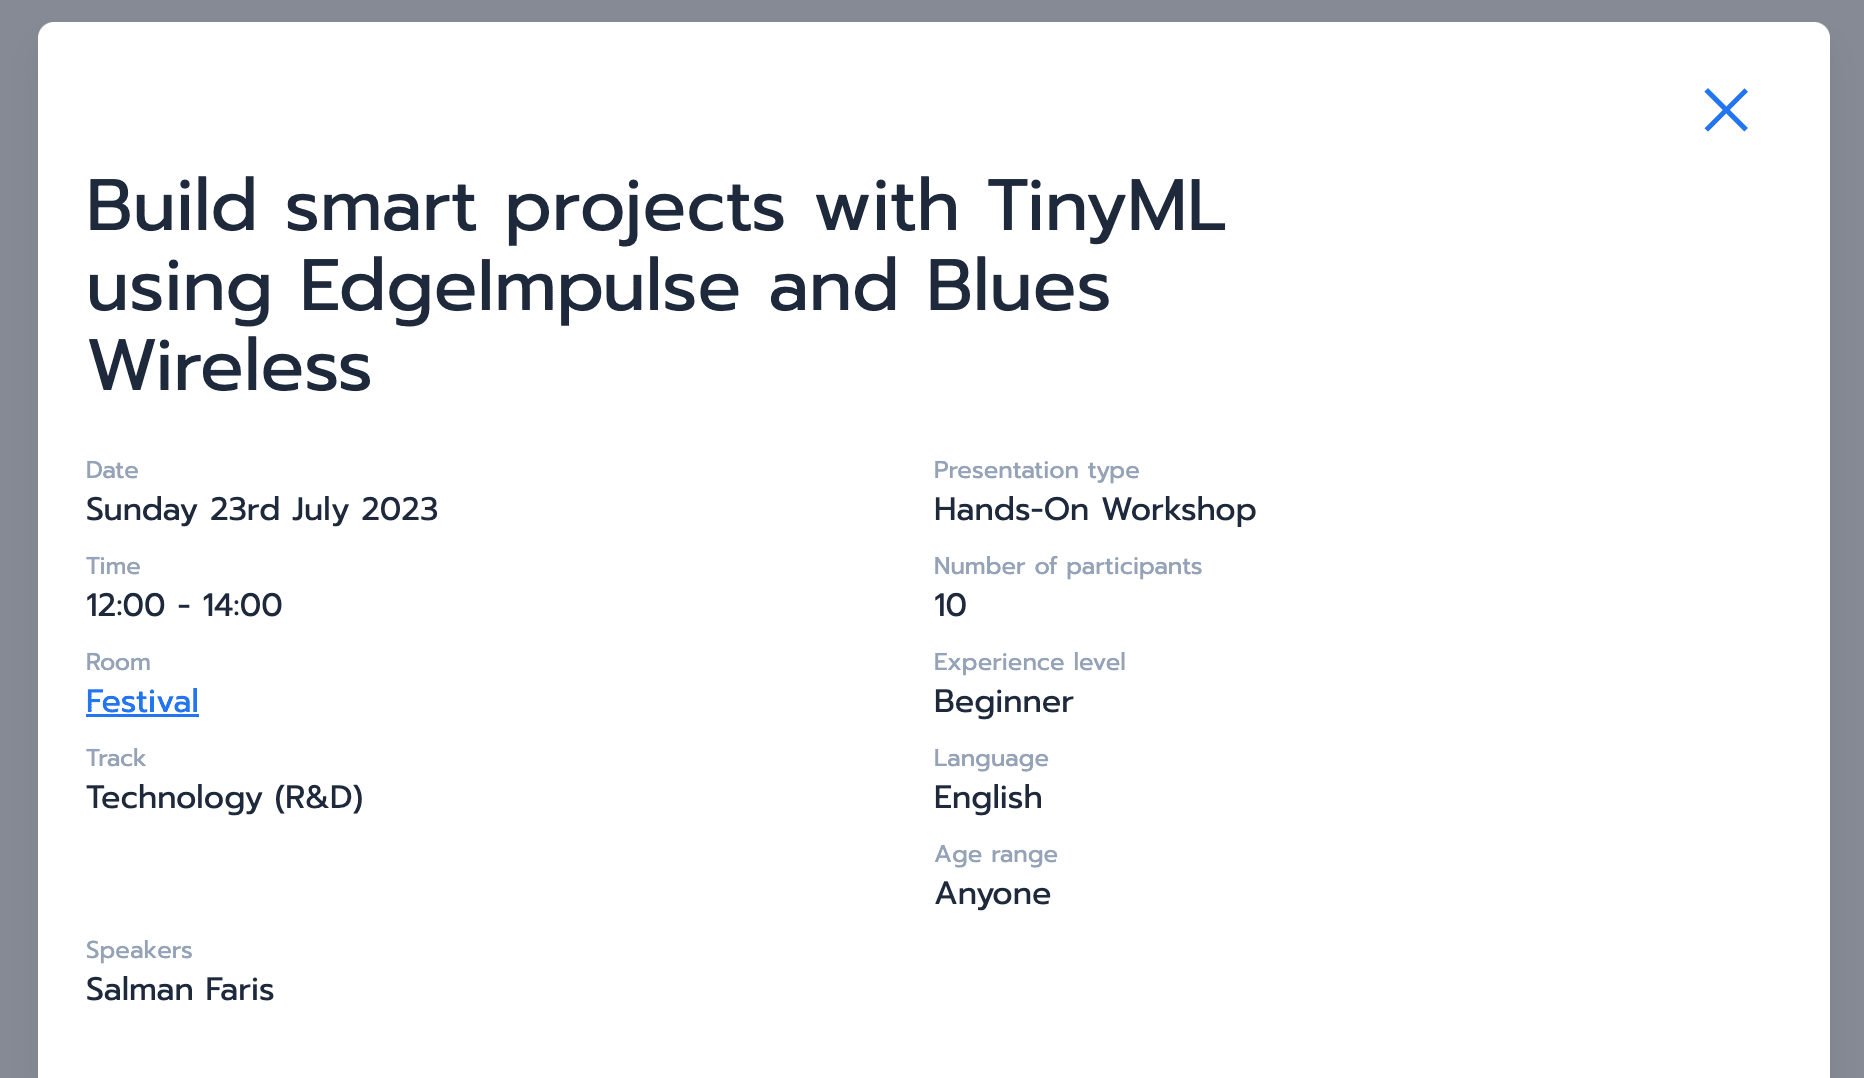 Build smart projects with TinyML
using EdgeImpulse and Blues
Wireless
Date
Sunday 23rd July 2023
Time
12:00 - 14:00
Room
Festival
Track
Technology (R&D)
Presentation type
Hands-On Workshop
Number of participants
10
Experience level
Beginner
Language
English
Age range
Anyone
Speakers
Salman Faris